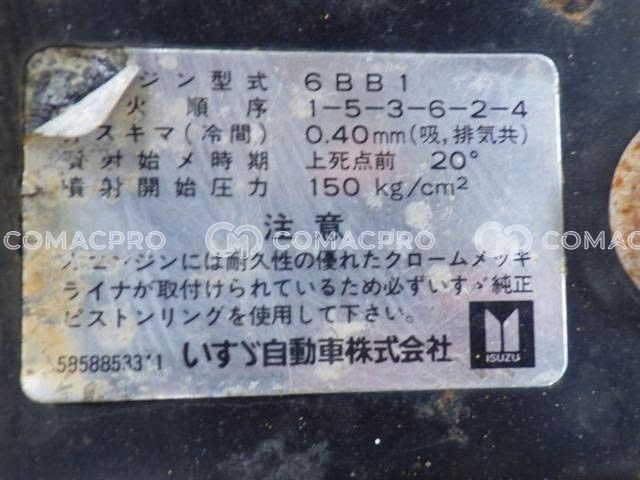 ジン型式 6BB1
火順序 1-5-3-6-2-4
スキマ(冷間) 0.40mm(吸,排気共)
射始メ時期 上死点前 20°
噴射開始圧力 150 kg/cm²
注意
COMACPRO COMACPRO COMACPRO
エンジンには耐久性の優れたクロームメッキ
ライナが取付けられているため必ずいすゞ純正
ピストンリングを使用して下さい。
いすゞ自動車株式会社
ISUZU